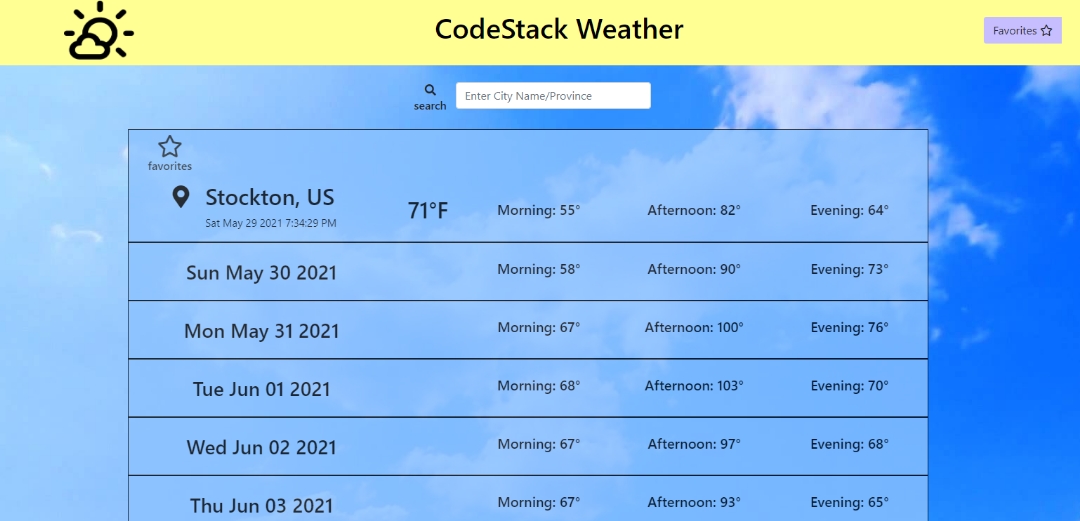 CodeStack Weather
Favorites
search
Enter City Name/Province
favorites
Stockton, US
Sat May 29 2021 7:34:29 PM
71°F
Morning: 55°
Afternoon: 82°
Evening: 64°
Sun May 30 2021
Morning: 58°
Afternoon: 90°
Evening: 73°
Mon May 31 2021
Morning: 67°
Afternoon: 100°
Evening: 76°
Tue Jun 01 2021
Morning: 68°
Afternoon: 103°
Evening: 70°
Wed Jun 02 2021
Morning: 67°
Afternoon: 97°
Evening: 68°
Thu Jun 03 2021
Morning: 67°
Afternoon: 93°
Evening: 65°